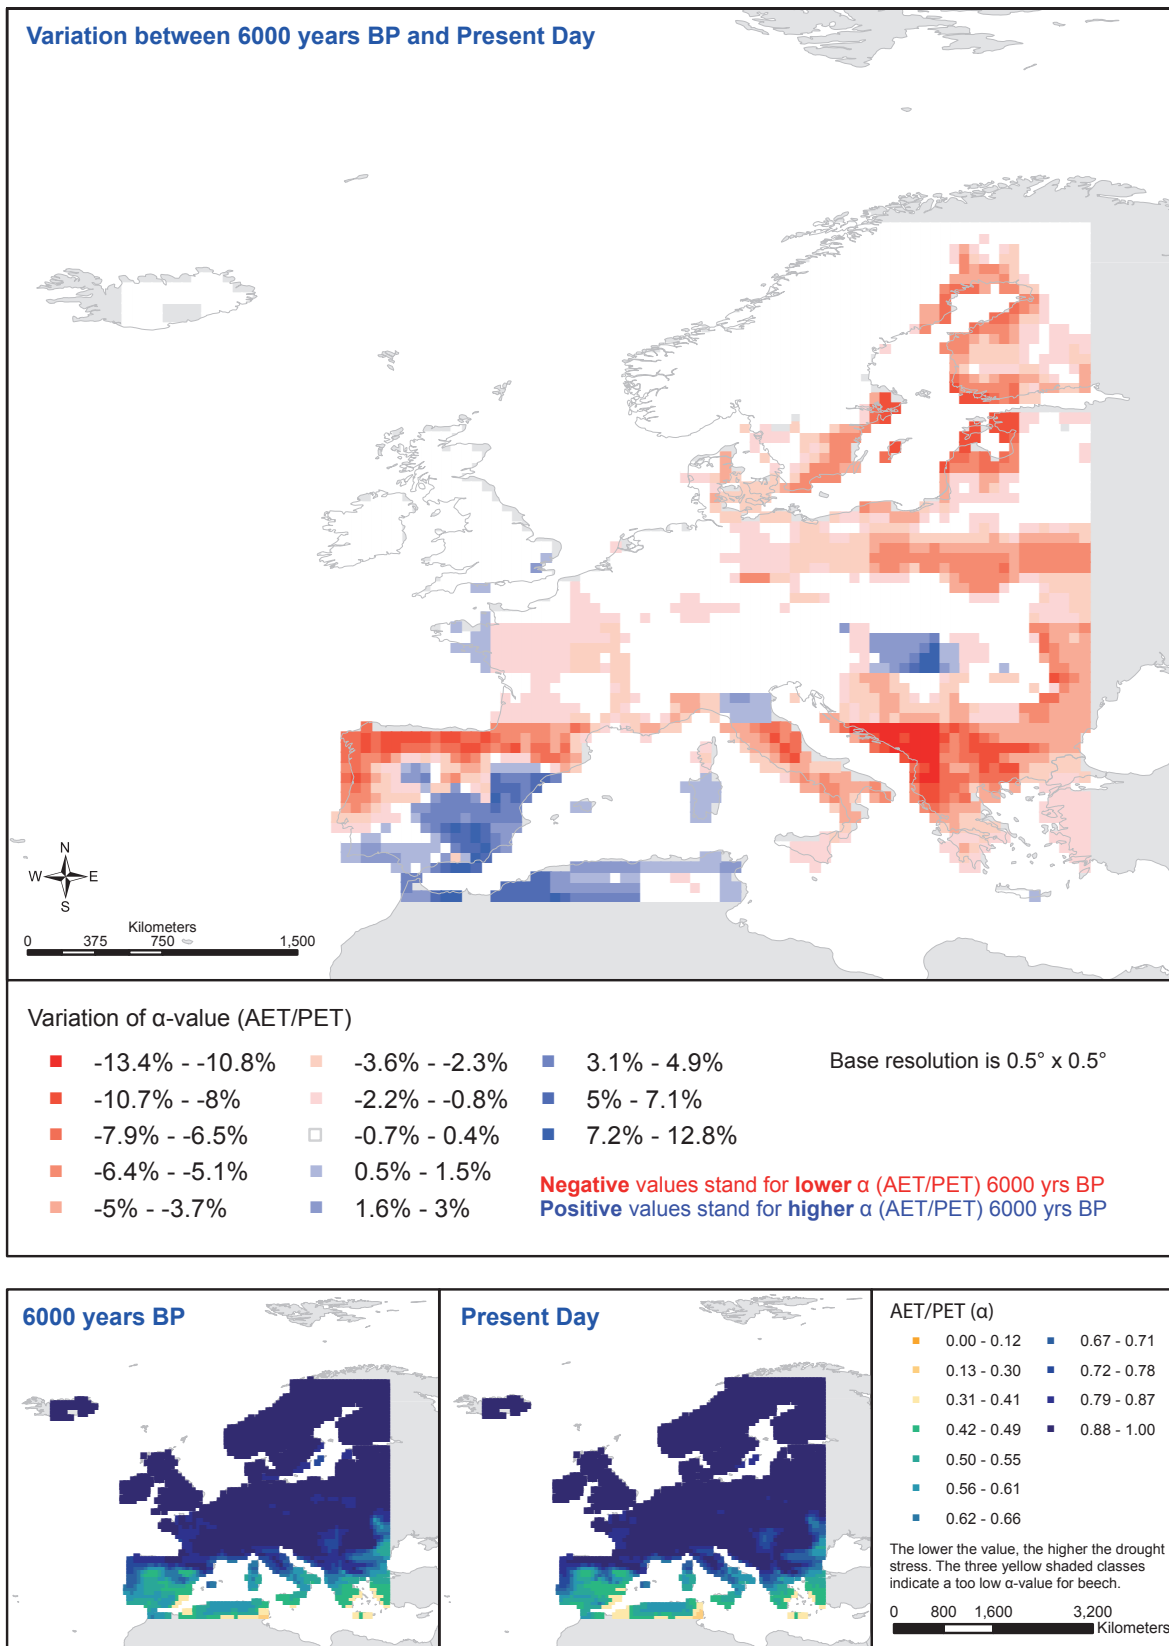 Variation between 6000 years BP and Present Day
N
W E
S
Kilometers
0 375 750 1,500
Variation of α-value (AET/PET)
-13.4% - -10.8%
-10.7% - -8%
-7.9% - -6.5%
-6.4% - -5.1%
-5% - -3.7%
-3.6% - -2.3%
-2.2% - -0.8%
-0.7% - 0.4%
0.5% - 1.5%
1.6% - 3%
3.1% - 4.9%
5% - 7.1%
7.2% - 12.8%
Base resolution is 0.5° x 0.5°
Negative values stand for lower α (AET/PET) 6000 yrs BP
Positive values stand for higher α (AET/PET) 6000 yrs BP
6000 years BP
Present Day
AET/PET (α)
0.00 - 0.12
0.13 - 0.30
0.31 - 0.41
0.42 - 0.49
0.50 - 0.55
0.56 - 0.61
0.62 - 0.66
0.67 - 0.71
0.72 - 0.78
0.79 - 0.87
0.88 - 1.00
The lower the value, the higher the drought
stress. The three yellow shaded classes
indicate a too low α-value for beech.
0 800 1,600 3,200
Kilometers